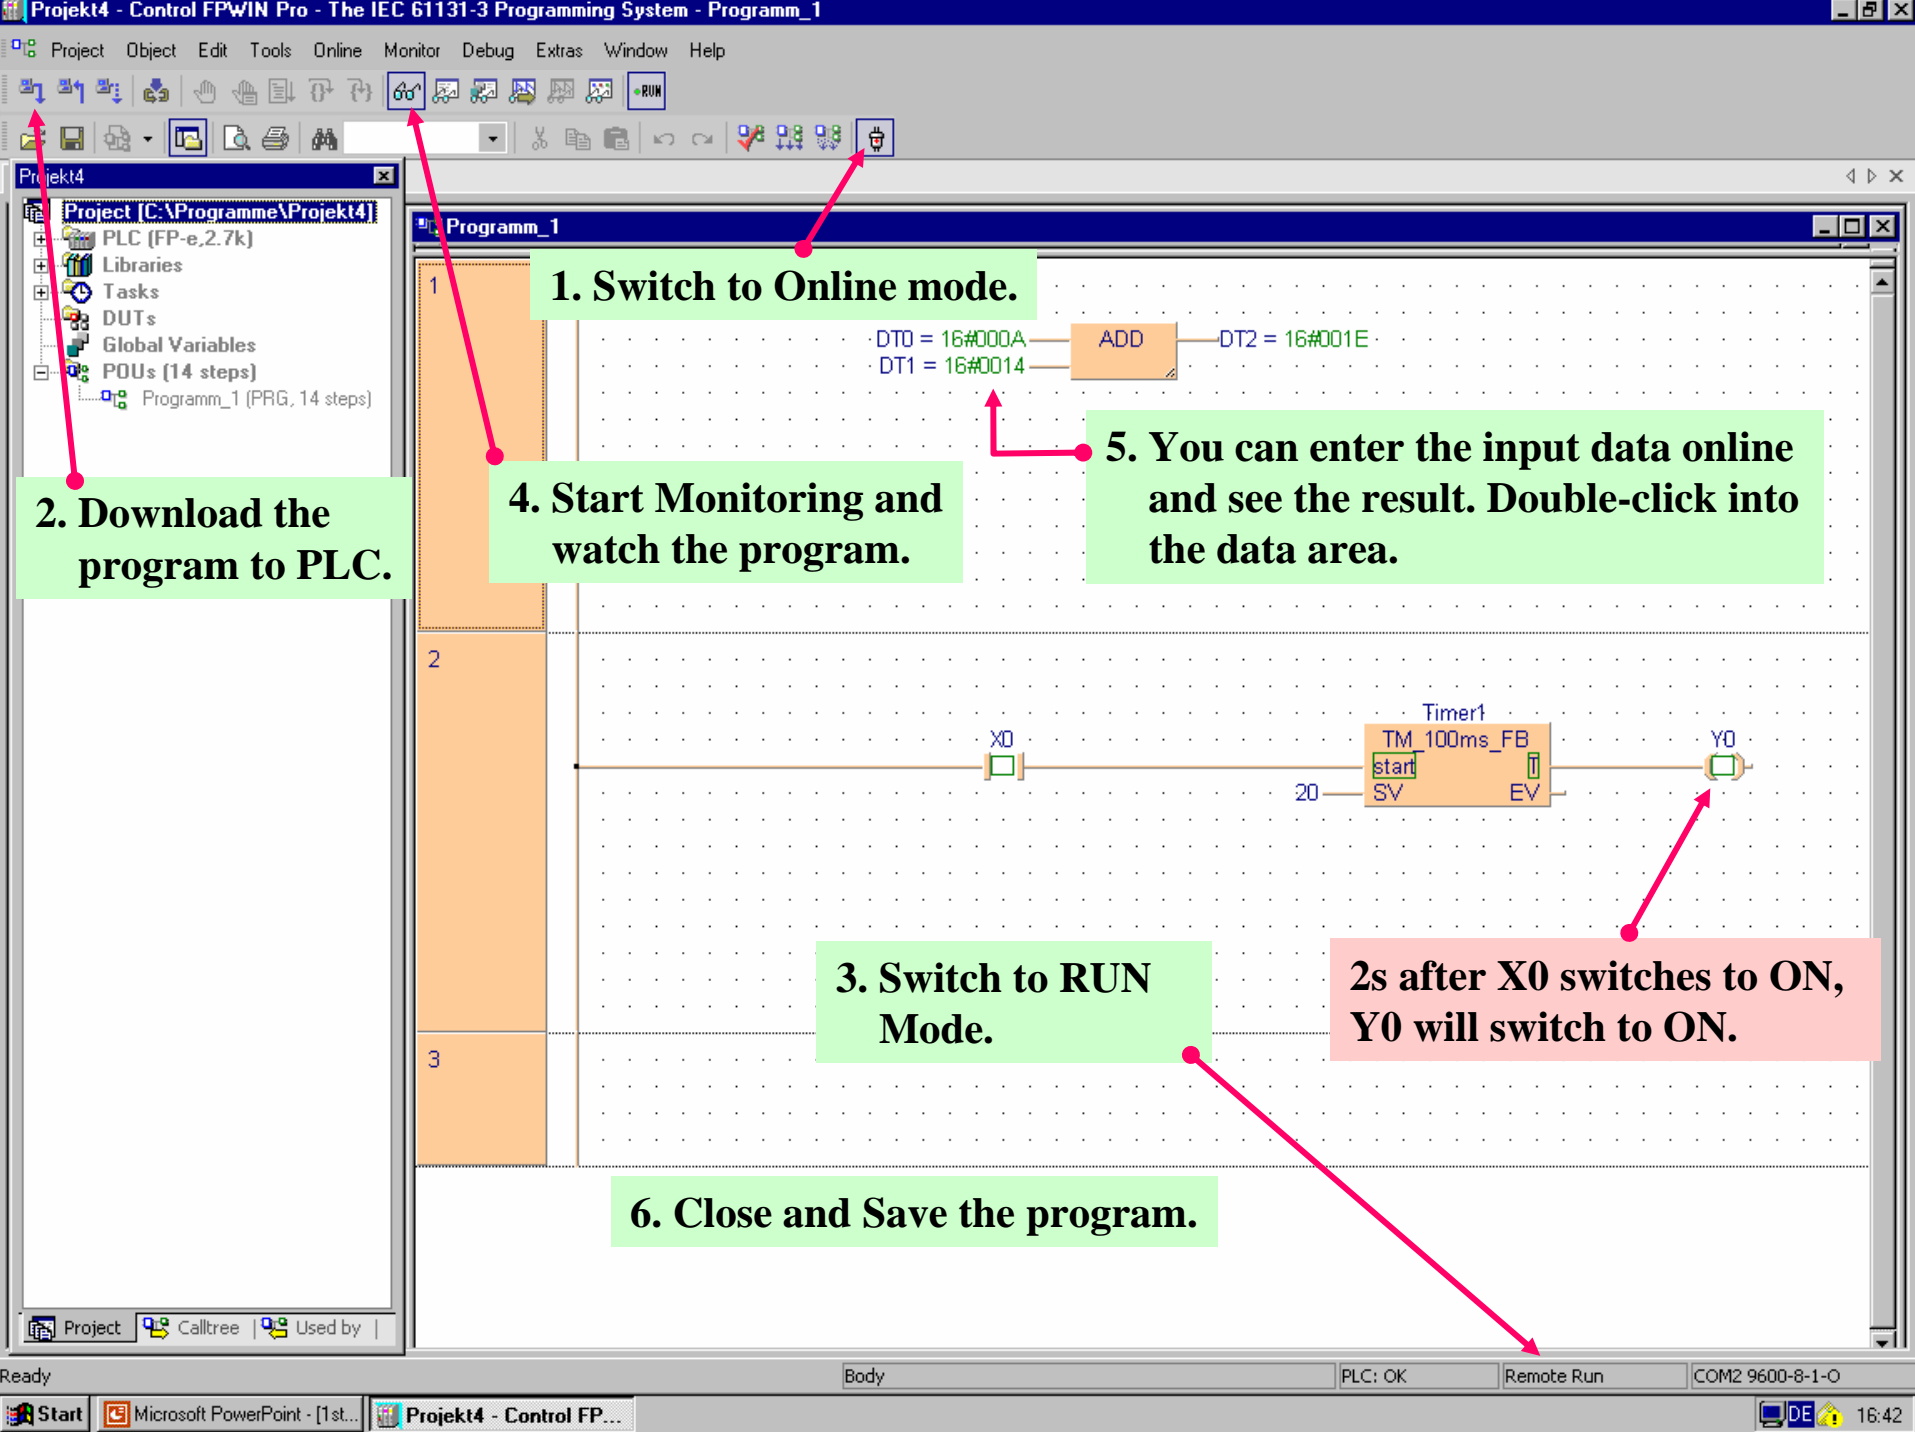 Projekt4 - Control FPWIN Pro - The IEC 61131-3 Programming System - Programm_1
Project Object Edit Tools Online Monitor Debug Extras Window Help
RUN
Projekt4
Project [C:\Programme\Projekt4]
PLC (FP-e,2.7k)
Libraries
Tasks
DUTs
Global Variables
POUs (14 steps)
Programm_1 (PRG, 14 steps)
Programm_1
1
1. Switch to Online mode.
DT0 = 16#000A
ADD
DT2 = 16#001E
DT1 = 16#0014
5. You can enter the input data online
and see the result. Double-click into
the data area.
4. Start Monitoring and
watch the program.
2. Download the
program to PLC.
2
Timer1
X0
TM_100ms_FB
Y0
start
T
20
SV
EV
3. Switch to RUN
Mode.
2s after X0 switches to ON,
Y0 will switch to ON.
3
6. Close and Save the program.
Project
Calltree
Used by
Ready
Body
PLC: OK
Remote Run
COM2 9600-8-1-O
Start
Microsoft PowerPoint - [1st...
Projekt4 - Control FP...
DE
16:42